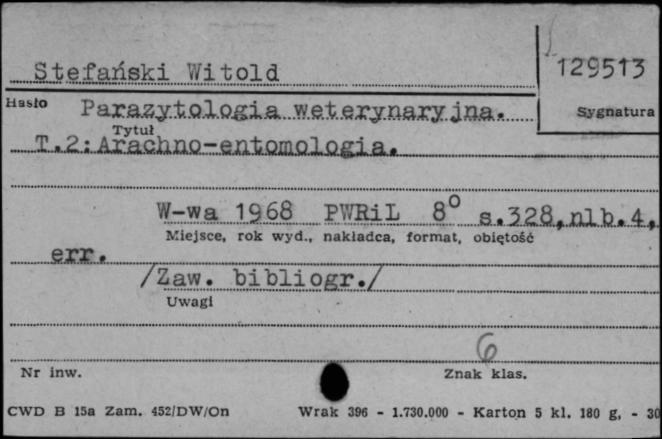 Stefański Witold
129513
Hasło Parazytologia weterynaryjna.
Sygnatura
Tytuł
T.2: Arachno-entomologia.
W-wa 1968 PWRiL 8° s.328,nlb.4,
Miejsce, rok wyd., nakładca, format, objętość
err.
/Zaw. bibliogr./
Uwagi
6
Nr inw. Znak klas.
CWD B 15a Zam. 452/DW/On Wrak 396 - 1.730.000 - Karton 5 kl. 180 g, - 30